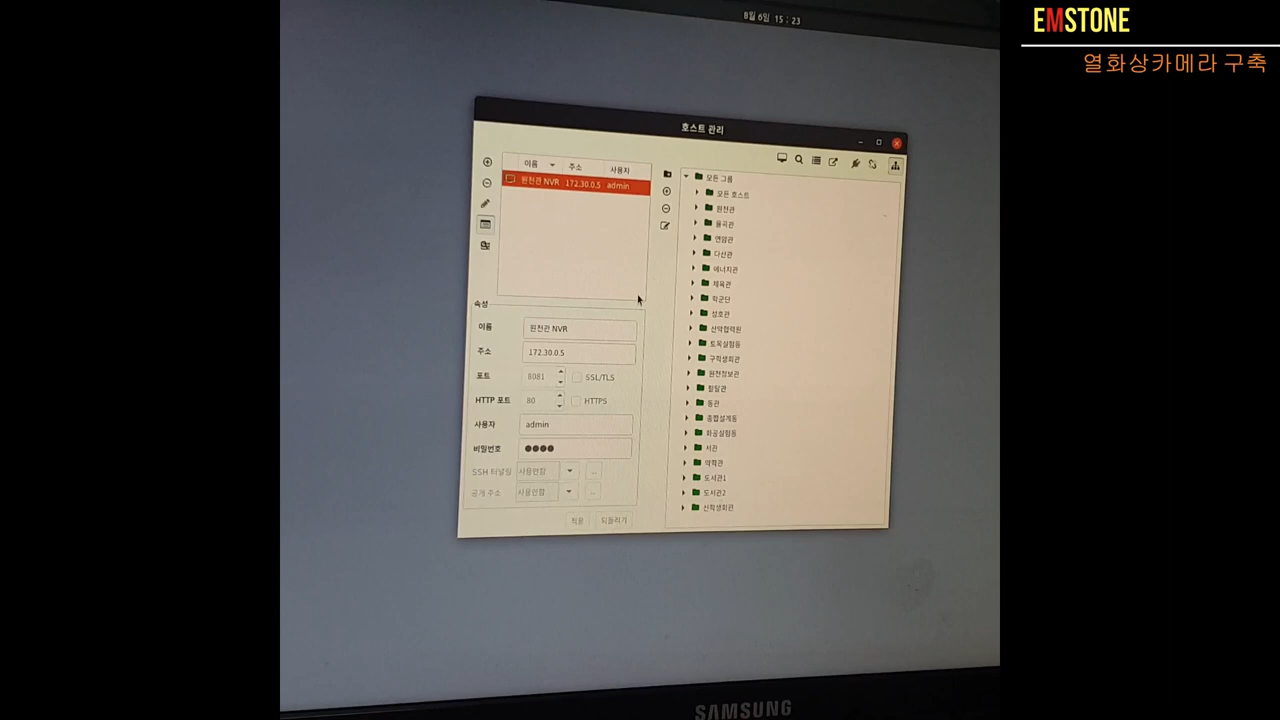 EMSTONE
열화상카메라 구축
8월 6일 15 : 23
호스트 관리
이름 주소 사용자
원천관 NVR 172.30.0.5 admin
속성
이름 원천관 NVR
주소 172.30.0.5
포트 8081 SSL/TLS
HTTP 포트 80 HTTPS
사용자 admin
비밀번호 ●●●●
SSH 터널링 사용안함 ...
공개 주소 사용안함 ...
적용 되돌리기
모든 그룹
모든 호스트
원천관
율곡관
연암관
다산관
에너지관
체육관
학군단
성호관
산학협력원
토목실험동
구학생회관
원천정보관
팔달관
동관
종합설계동
화공실험동
서관
약학관
도서관1
도서관2
신학생회관
SAMSUNG